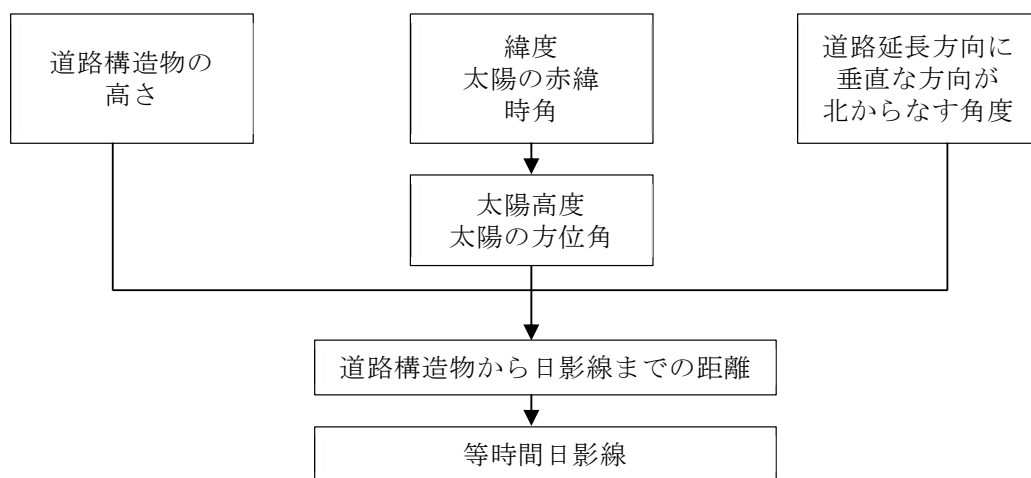 道路構造物の
高さ
緯度
太陽の赤緯
時角
道路延長方向に
垂直な方向が
北からなす角度
太陽高度
太陽の方位角
道路構造物から日影線までの距離
等時間日影線